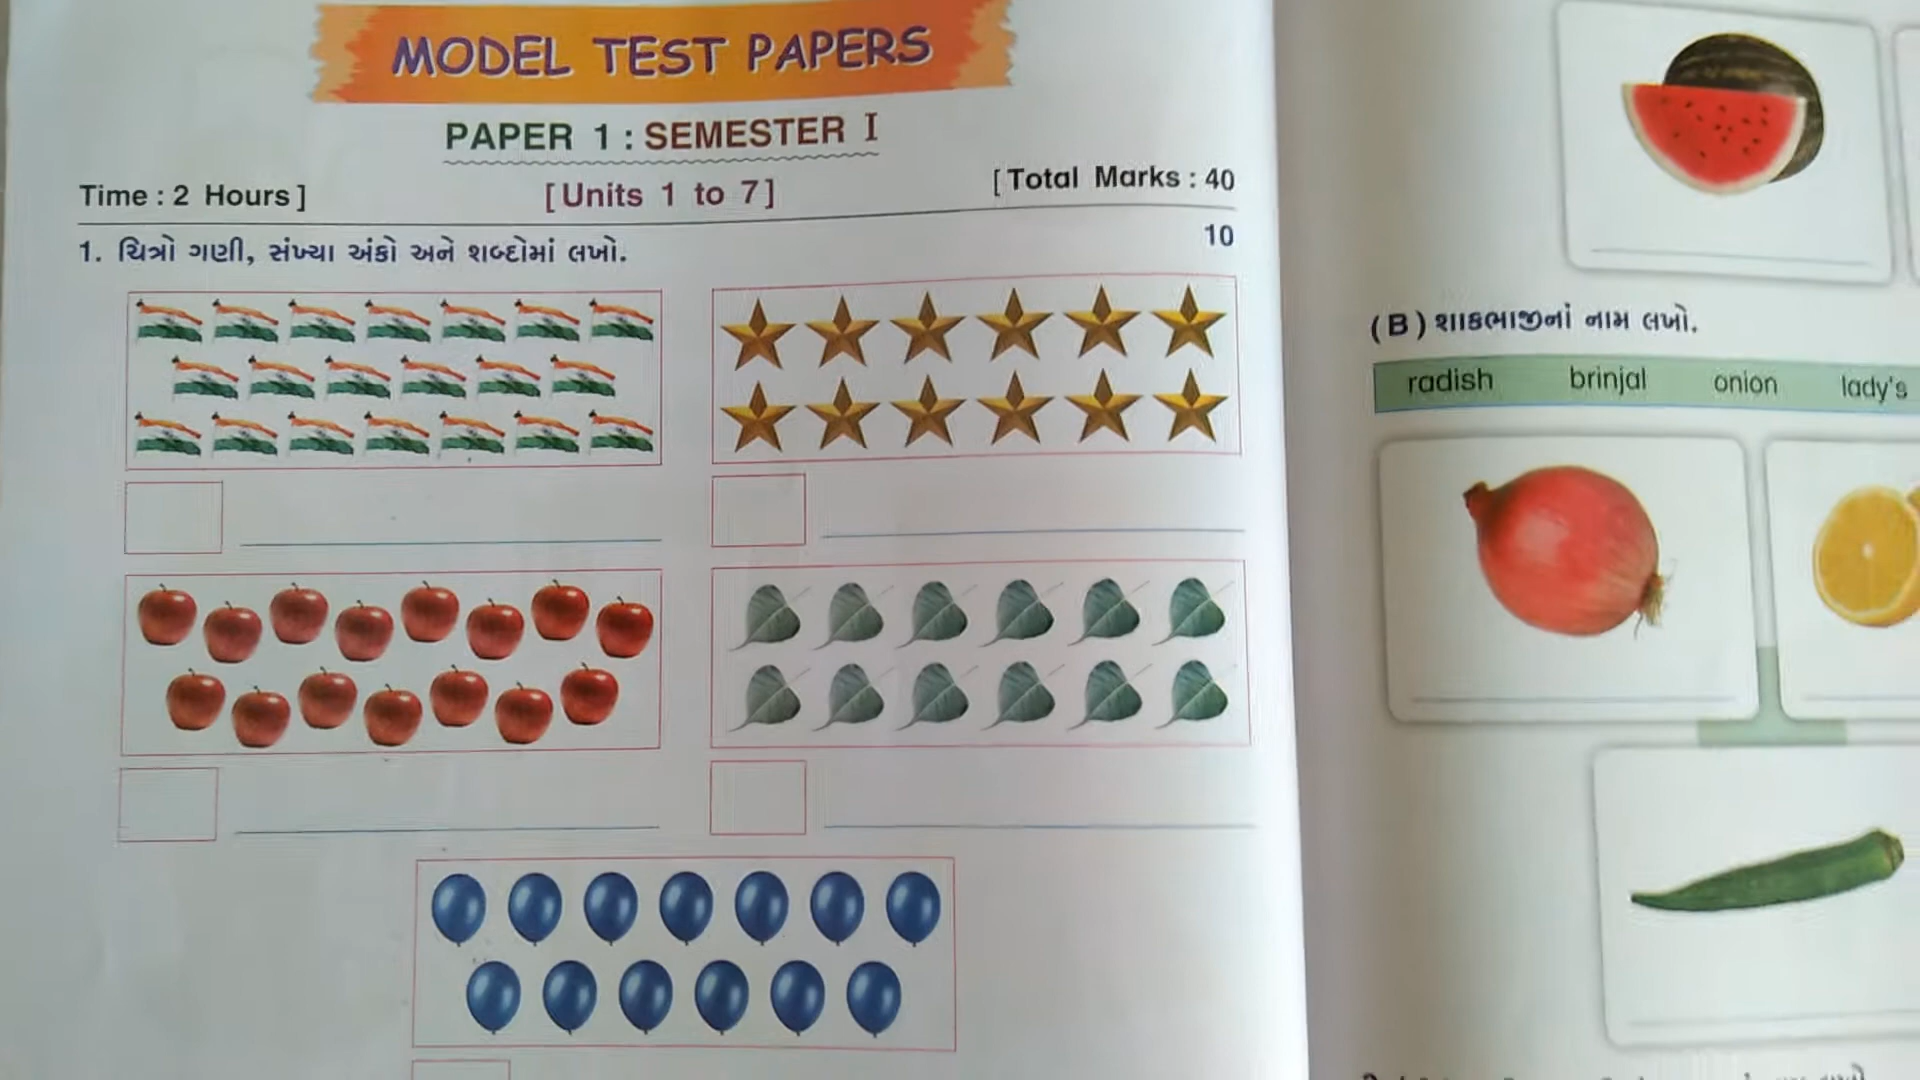 MODEL TEST PAPERS
PAPER 1 : SEMESTER I
Time : 2 Hours ] [ Units 1 to 7 ] [ Total Marks : 40
1. ચિત્રો ગણી, સંખ્યા અંકો અને શબ્દોમાં લખો. 10
( B ) શાકભાજીનાં નામ લખો.
radish brinjal onion lady's